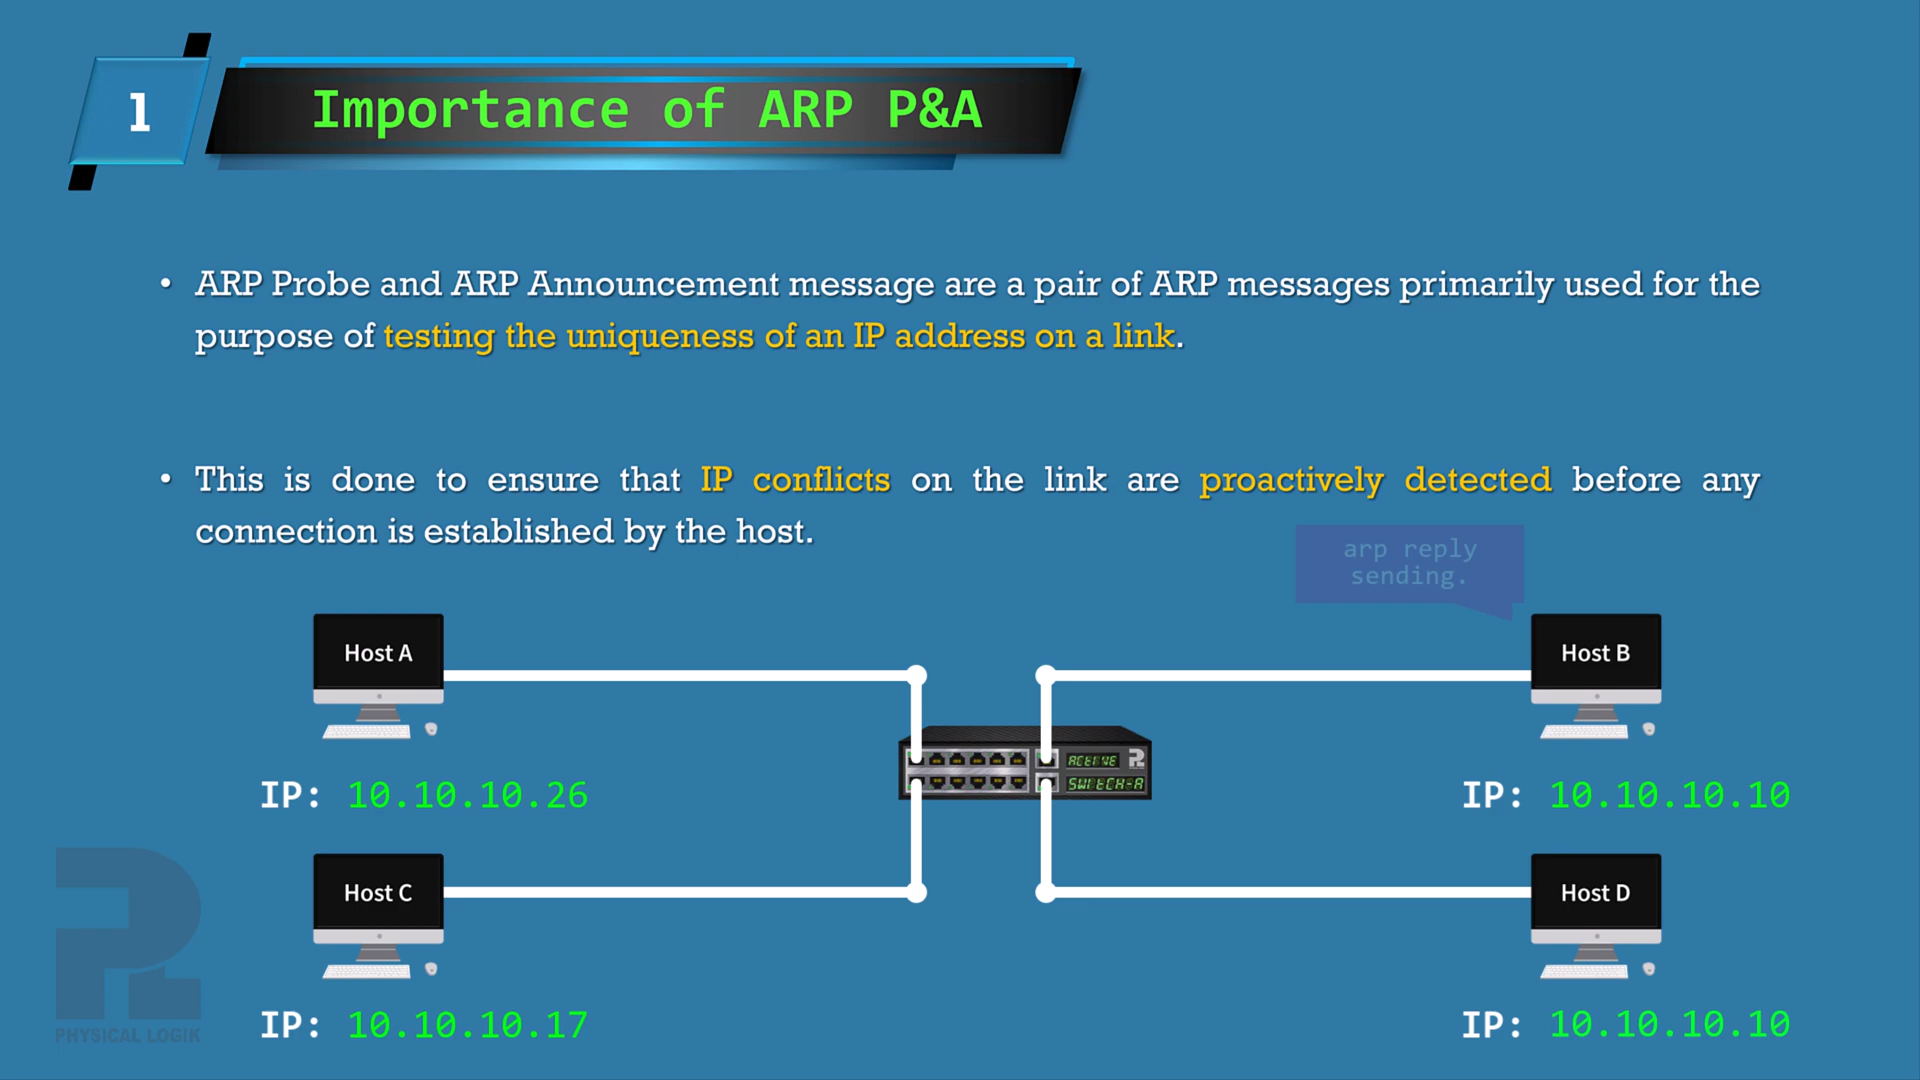 1
Importance of ARP P&A
• ARP Probe and ARP Announcement message are a pair of ARP messages primarily used for the
purpose of testing the uniqueness of an IP address on a link.
• This is done to ensure that IP conflicts on the link are proactively detected before any
connection is established by the host.
arp reply
sending.
Host A
Host B
ACTIVE
SWITCH-A
IP: 10.10.10.26
IP: 10.10.10.10
Host C
Host D
IP: 10.10.10.17
IP: 10.10.10.10
PHYSICAL LOGIK